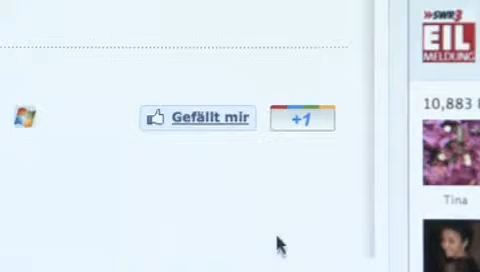 SWR3
EIL
MELDUNG
Gefällt mir
+1
10,883
Tina